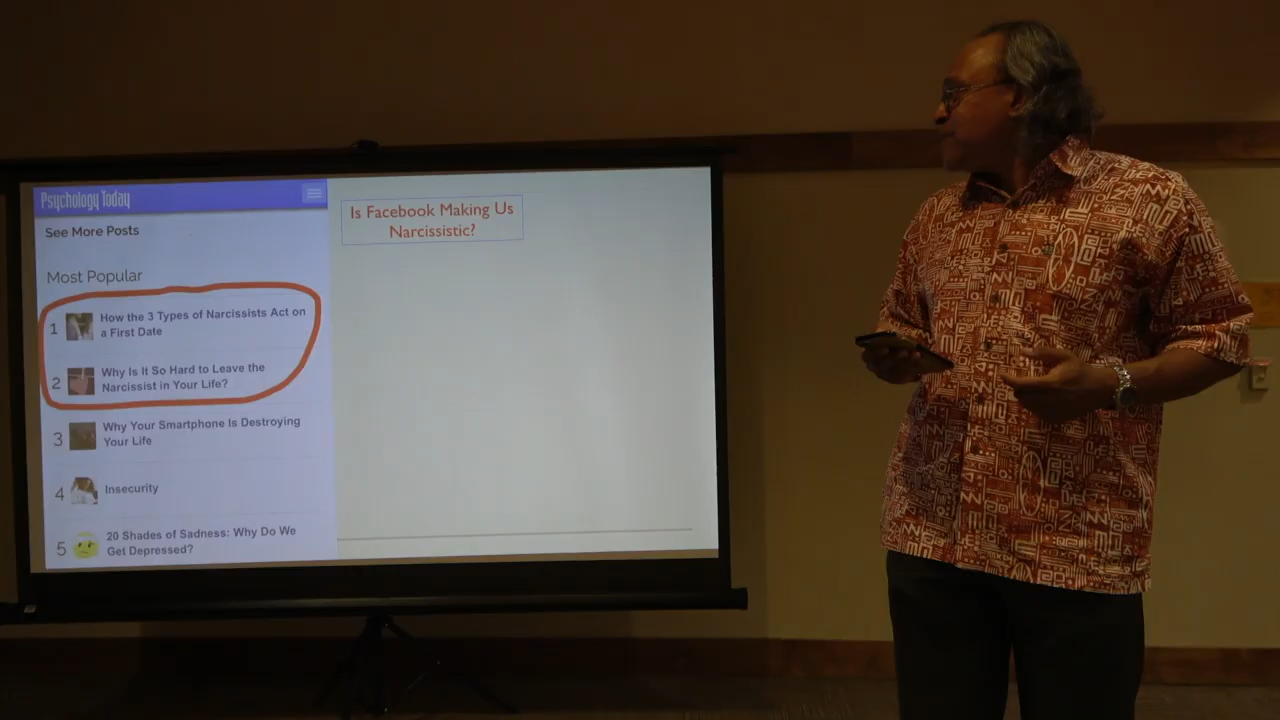 Psychology Today
See More Posts
Most Popular
1
How the 3 Types of Narcissists Act on
a First Date
2
Why Is It So Hard to Leave the
Narcissist in Your Life?
3
Why Your Smartphone Is Destroying
Your Life
4
Insecurity
5
20 Shades of Sadness: Why Do We
Get Depressed?
Is Facebook Making Us
Narcissistic?